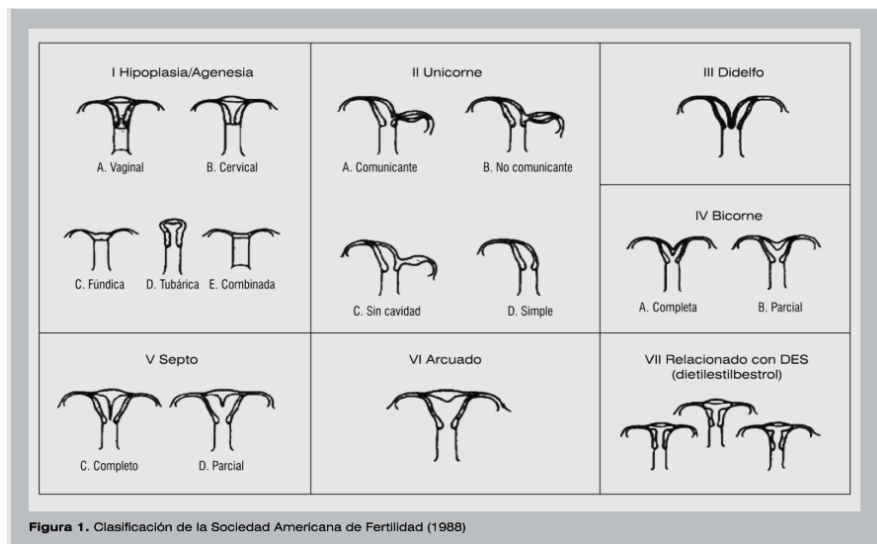 I Hipoplasia/Agenesia
A. Vaginal
B. Cervical
C. Fúndica
D. Tubárica
E. Combinada
II Unicorne
A. Comunicante
B. No comunicante
C. Sin cavidad
D. Simple
III Didelfo
IV Bicorne
A. Completa
B. Parcial
V Septo
C. Completo
D. Parcial
VI Arcuado
VII Relacionado con DES
(dietilestilbestrol)
Figura 1. Clasificación de la Sociedad Americana de Fertilidad (1988)